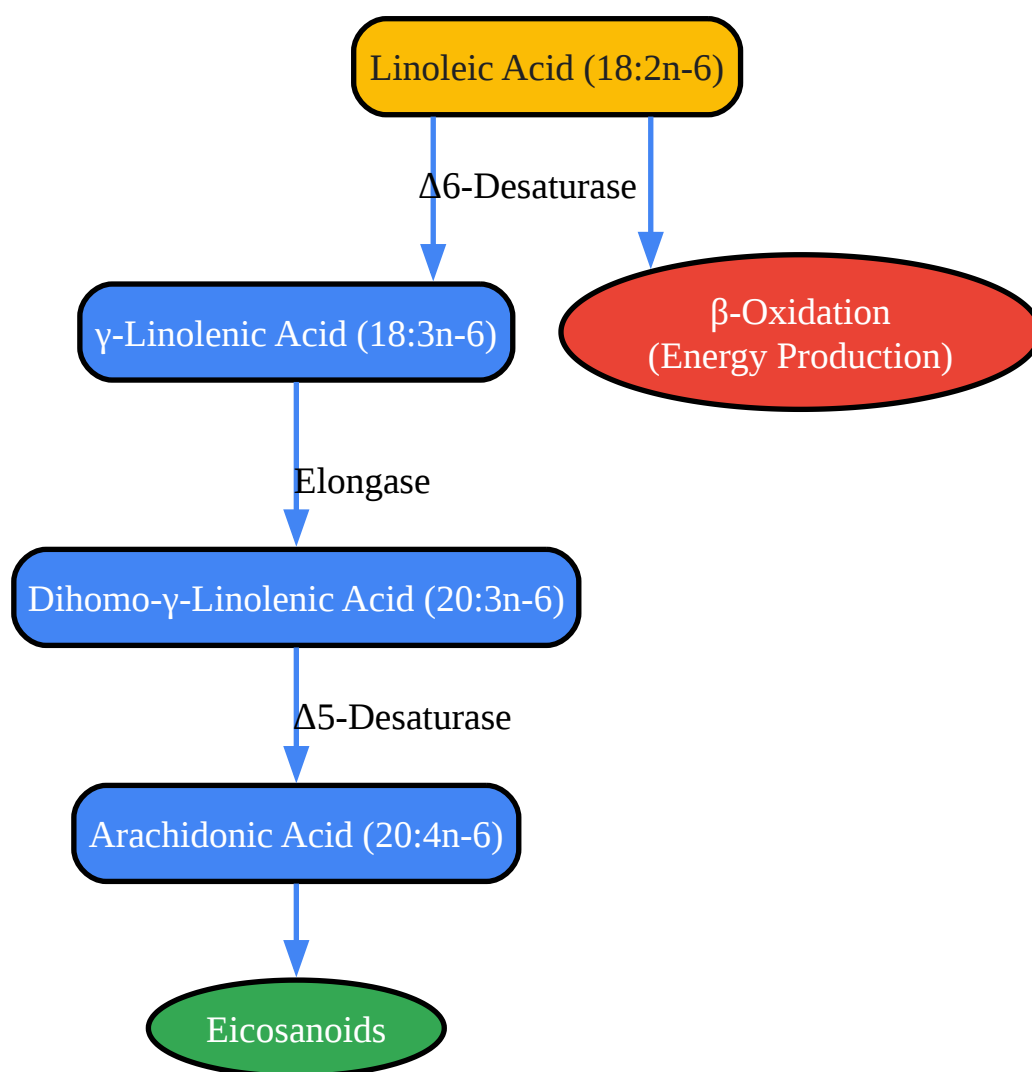 Linoleic Acid (18:2n-6)
Δ6-Desaturase
γ-Linolenic Acid (18:3n-6)
β-Oxidation
(Energy Production)
Elongase
Dihomo-γ-Linolenic Acid (20:3n-6)
Δ5-Desaturase
Arachidonic Acid (20:4n-6)
Eicosanoids